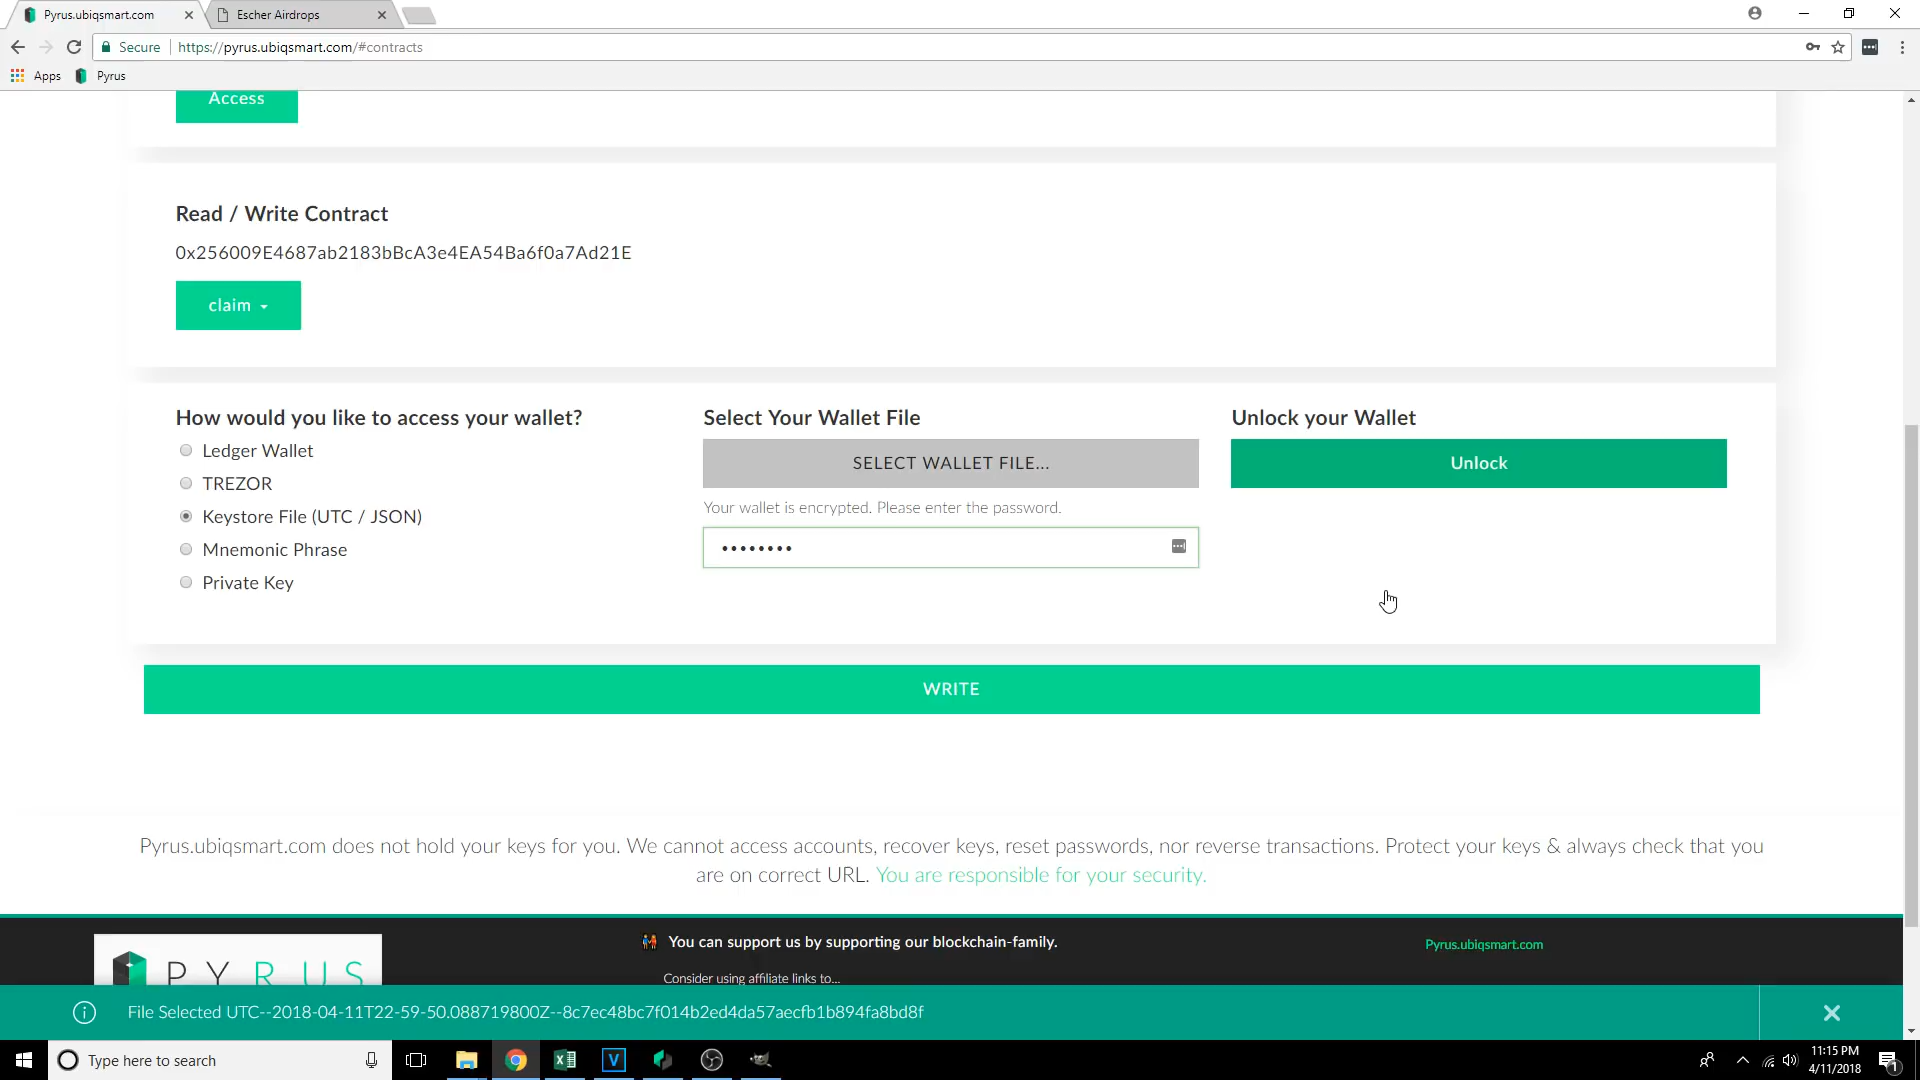 Pyrus.ubiqsmart.com
Escher Airdrops
Secure
https://pyrus.ubiqsmart.com/#contracts
Apps
Pyrus
Access
Read / Write Contract
0x256009E4687ab2183bBcA3e4EA54Ba6f0a7Ad21E
claim
How would you like to access your wallet?
Ledger Wallet
TREZOR
Keystore File (UTC / JSON)
Mnemonic Phrase
Private Key
Select Your Wallet File
SELECT WALLET FILE...
Your wallet is encrypted. Please enter the password.
••••••••
Unlock your Wallet
Unlock
WRITE
Pyrus.ubiqsmart.com does not hold your keys for you. We cannot access accounts, recover keys, reset passwords, nor reverse transactions. Protect your keys & always check that you
are on correct URL. You are responsible for your security.
PYRUS
You can support us by supporting our blockchain-family.
Consider using affiliate links to...
Pyrus.ubiqsmart.com
File Selected UTC--2018-04-11T22-59-50.088719800Z--8c7ec48bc7f014b2ed4da57aecfb1b894fa8bd8f
Type here to search
11:15 PM
4/11/2018
1